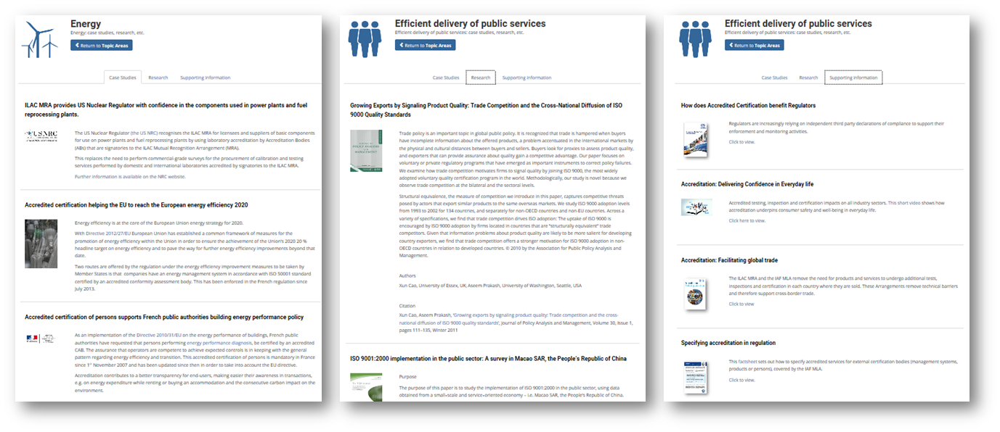 Energy
Energy: case studies, research, etc.
Return to Topic Areas
Case Studies Research Supporting information
ILAC MRA provides US Nuclear Regulator with confidence in the components used in power plants and fuel
reprocessing plants.
USNRC
The US Nuclear Regulator (the US NRC) recognises the ILAC MRA for licensees and suppliers of basic components
for use on power plants and fuel reprocessing plants by using laboratory accreditation by Accreditation Bodies
(ABs) that are signatories to the ILAC Mutual Recognition Arrangement (MRA).
This replaces the need to perform commercial-grade surveys for the procurement of calibration and testing
services performed by domestic and international laboratories accredited by signatories to the ILAC MRA.
Further information is available on the NRC website.
Accredited certification helping the EU to reach the European energy efficiency 2020
Energy efficiency is at the core of the European Union energy strategy for 2020.
With Directive 2012/27/EU European Union has established a common framework of measures for the
promotion of energy efficiency within the Union in order to ensure the achievement of the Union's 2020 20 %
headline target on energy efficiency and to pave the way for further energy efficiency improvements beyond that
date.
Two routes are offered by the regulation under the energy efficiency improvement measures to be taken by
Member States is that companies have an energy management system in accordance with ISO 50001 standard
certified by an accredited conformity assessment body. This has been enforced in the French regulation since
July 2013.
Accredited certification of persons supports French public authorities building energy performance policy
As an implementation of the Directive 2010/31/EU on the energy performance of buildings, French public
authorities have requested that persons performing energy performance diagnosis, be certified by an accredited
CAB. The assurance that operators are competent to achieve expected controls is in keeping with the general
pattern regarding energy efficiency and transition. This accredited certification of persons is mandatory in France
since 1st November 2007 and has been updated since then in order to take into account the EU directive.
Accreditation contributes to a better transparency for end-users, making easier their awareness in transactions,
e.g. on energy expenditure while renting or buying an accommodation and the consecutive carbon impact on the
environment.
Efficient delivery of public services
Efficient delivery of public services: case studies, research, etc.
Return to Topic Areas
Case Studies Research Supporting information
Growing Exports by Signaling Product Quality: Trade Competition and the Cross-National Diffusion of ISO
9000 Quality Standards
POLICY ANALYSIS
MANAGEMENT
Trade policy is an important topic in global public policy. It is recognized that trade is hampered when buyers
have incomplete information about the offered products, a problem accentuated in the international markets by
the physical and cultural distances between buyers and sellers. Buyers look for proxies to assess product quality,
and exporters that can provide assurance about quality gain a competitive advantage. Our paper focuses on
voluntary or private regulatory programs that have emerged as important instruments to correct policy failures.
We examine how trade competition motivates firms to signal quality by joining ISO 9000, the most widely
adopted voluntary quality certification program in the world. Methodologically, our study is novel because we
observe trade competition at the bilateral and the sectoral levels.
Structural equivalence, the measure of competition we introduce in this paper, captures competitive threats
posed by actors that export similar products to the same overseas markets. We study ISO 9000 adoption levels
from 1993 to 2002 for 134 countries, and separately for non-OECD countries and non-EU countries. Across a
variety of specifications, we find that trade competition drives ISO adoption: The uptake of ISO 9000 is
encouraged by ISO 9000 adoption by firms located in countries that are "structurally equivalent" trade
competitors. Given that information problems about product quality are likely to be more salient for developing
country exporters, we find that trade competition offers a stronger motivation for ISO 9000 adoption in non-
OECD countries in relation to developed countries. © 2010 by the Association for Public Policy Analysis and
Management.
Authors
Xun Cao, University of Essex, UK, Aseem Prakash, University of Washington, Seattle, USA
Citation
Xun Cao, Aseem Prakash, 'Growing exports by signaling product quality: Trade competition and the cross-
national diffusion of ISO 9000 quality standards', Journal of Policy Analysis and Management, Volume 30, Issue 1,
pages 111–135, Winter 2011
ISO 9001:2000 implementation in the public sector: A survey in Macao SAR, the People's Republic of China
Purpose
The purpose of this paper is to study the implementation of ISO 9001:2000 in the public sector, using data
obtained from a small-scale and service-oriented economy – i.e. Macao SAR, the People's Republic of China.
Efficient delivery of public services
Efficient delivery of public services: case studies, research, etc.
Return to Topic Areas
Case Studies Research Supporting information
How does Accredited Certification benefit Regulators
Regulators are increasingly relying on independent third party declarations of compliance to support their
enforcement and monitoring activities.
Click to view.
Accreditation: Delivering Confidence in Everyday life
Accredited testing, inspection and certification impacts on all industry sectors. This short video shows how
accreditation underpins consumer safety and well-being in everyday life.
Click here to view.
Accreditation: Facilitating global trade
The ILAC MRA and the IAF MLA remove the need for products and services to undergo additional tests,
inspections and certification in each country where they are sold. These Arrangements remove technical barriers
and therefore support cross-border trade.
Click to view
Specifying accreditation in regulation
This factsheet sets out how to specify accredited services for external certification bodies (management systems,
products or persons), covered by the IAF MLA.
Click to view.